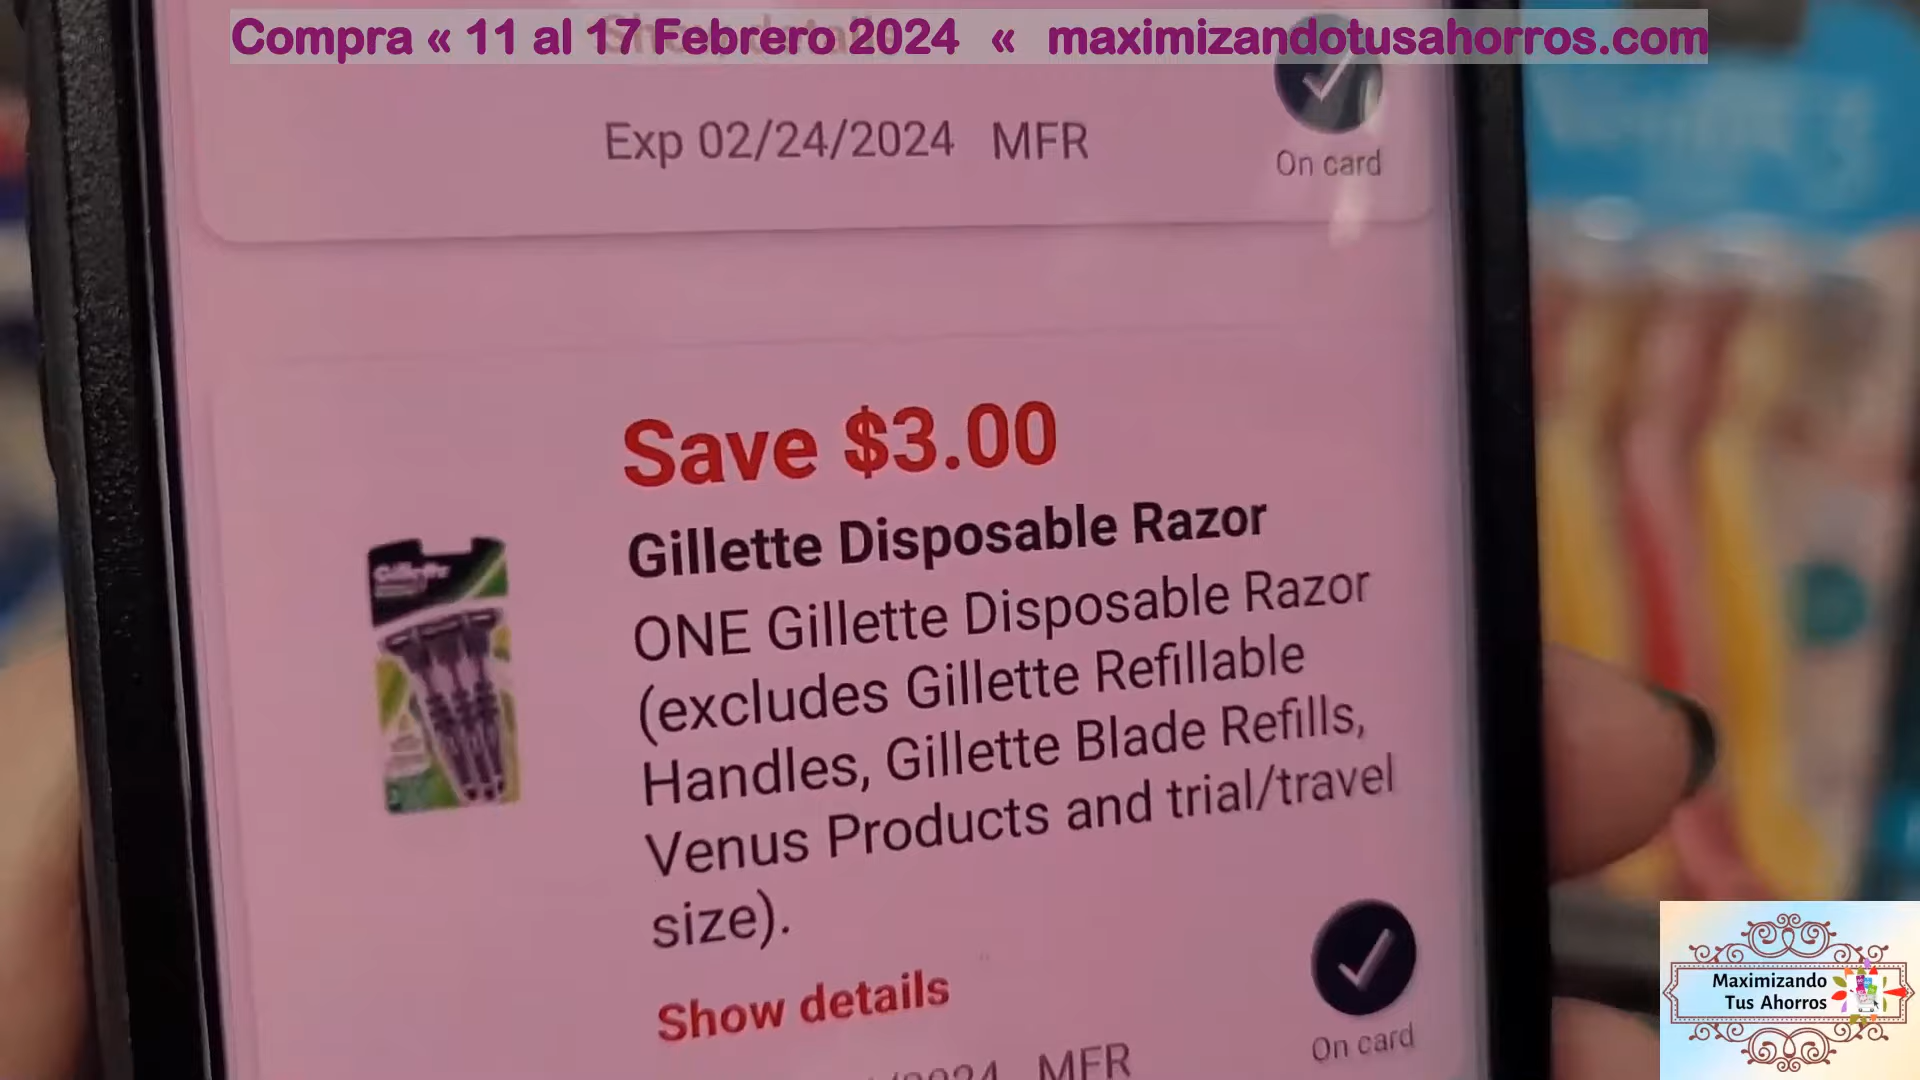 Compra « 11 al 17 Febrero 2024 « maximizandotusahorros.com
Exp 02/24/2024 MFR
On card
Save $3.00
Gillette Disposable Razor
ONE Gillette Disposable Razor
(excludes Gillette Refillable
Handles, Gillette Blade Refills,
Venus Products and trial/travel
size).
Show details
On card
MFR
Gillette
Maximizando
Tus Ahorros